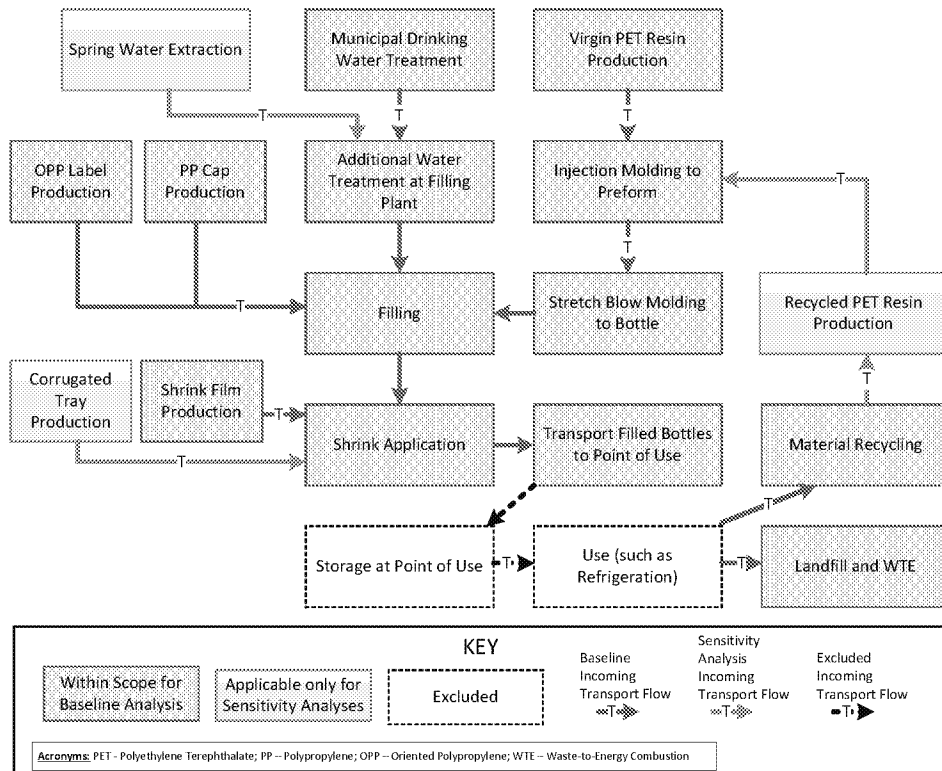 Spring Water Extraction
Municipal Drinking
Water Treatment
Virgin PET Resin
Production
T
T
T
OPP Label
Production
PP Cap
Production
Additional Water
Treatment at Filling
Plant
Injection Molding to
Preform
T
T
T
Filling
Stretch Blow Molding
to Bottle
Recycled PET Resin
Production
T
Corrugated
Tray
Production
Shrink Film
Production
T
Shrink Application
Transport Filled Bottles
to Point of Use
Material Recycling
T
T
Storage at Point of Use
T
Use (such as
Refrigeration)
T
Landfill and WTE
KEY
Within Scope for
Baseline Analysis
Applicable only for
Sensitivity Analyses
Excluded
Baseline
Incoming
Transport Flow
T
Sensitivity
Analysis
Incoming
Transport Flow
T
Excluded
Incoming
Transport Flow
T
Acronyms: PET - Polyethylene Terephthalate; PP -- Polypropylene; OPP -- Oriented Polypropylene; WTE -- Waste-to-Energy Combustion